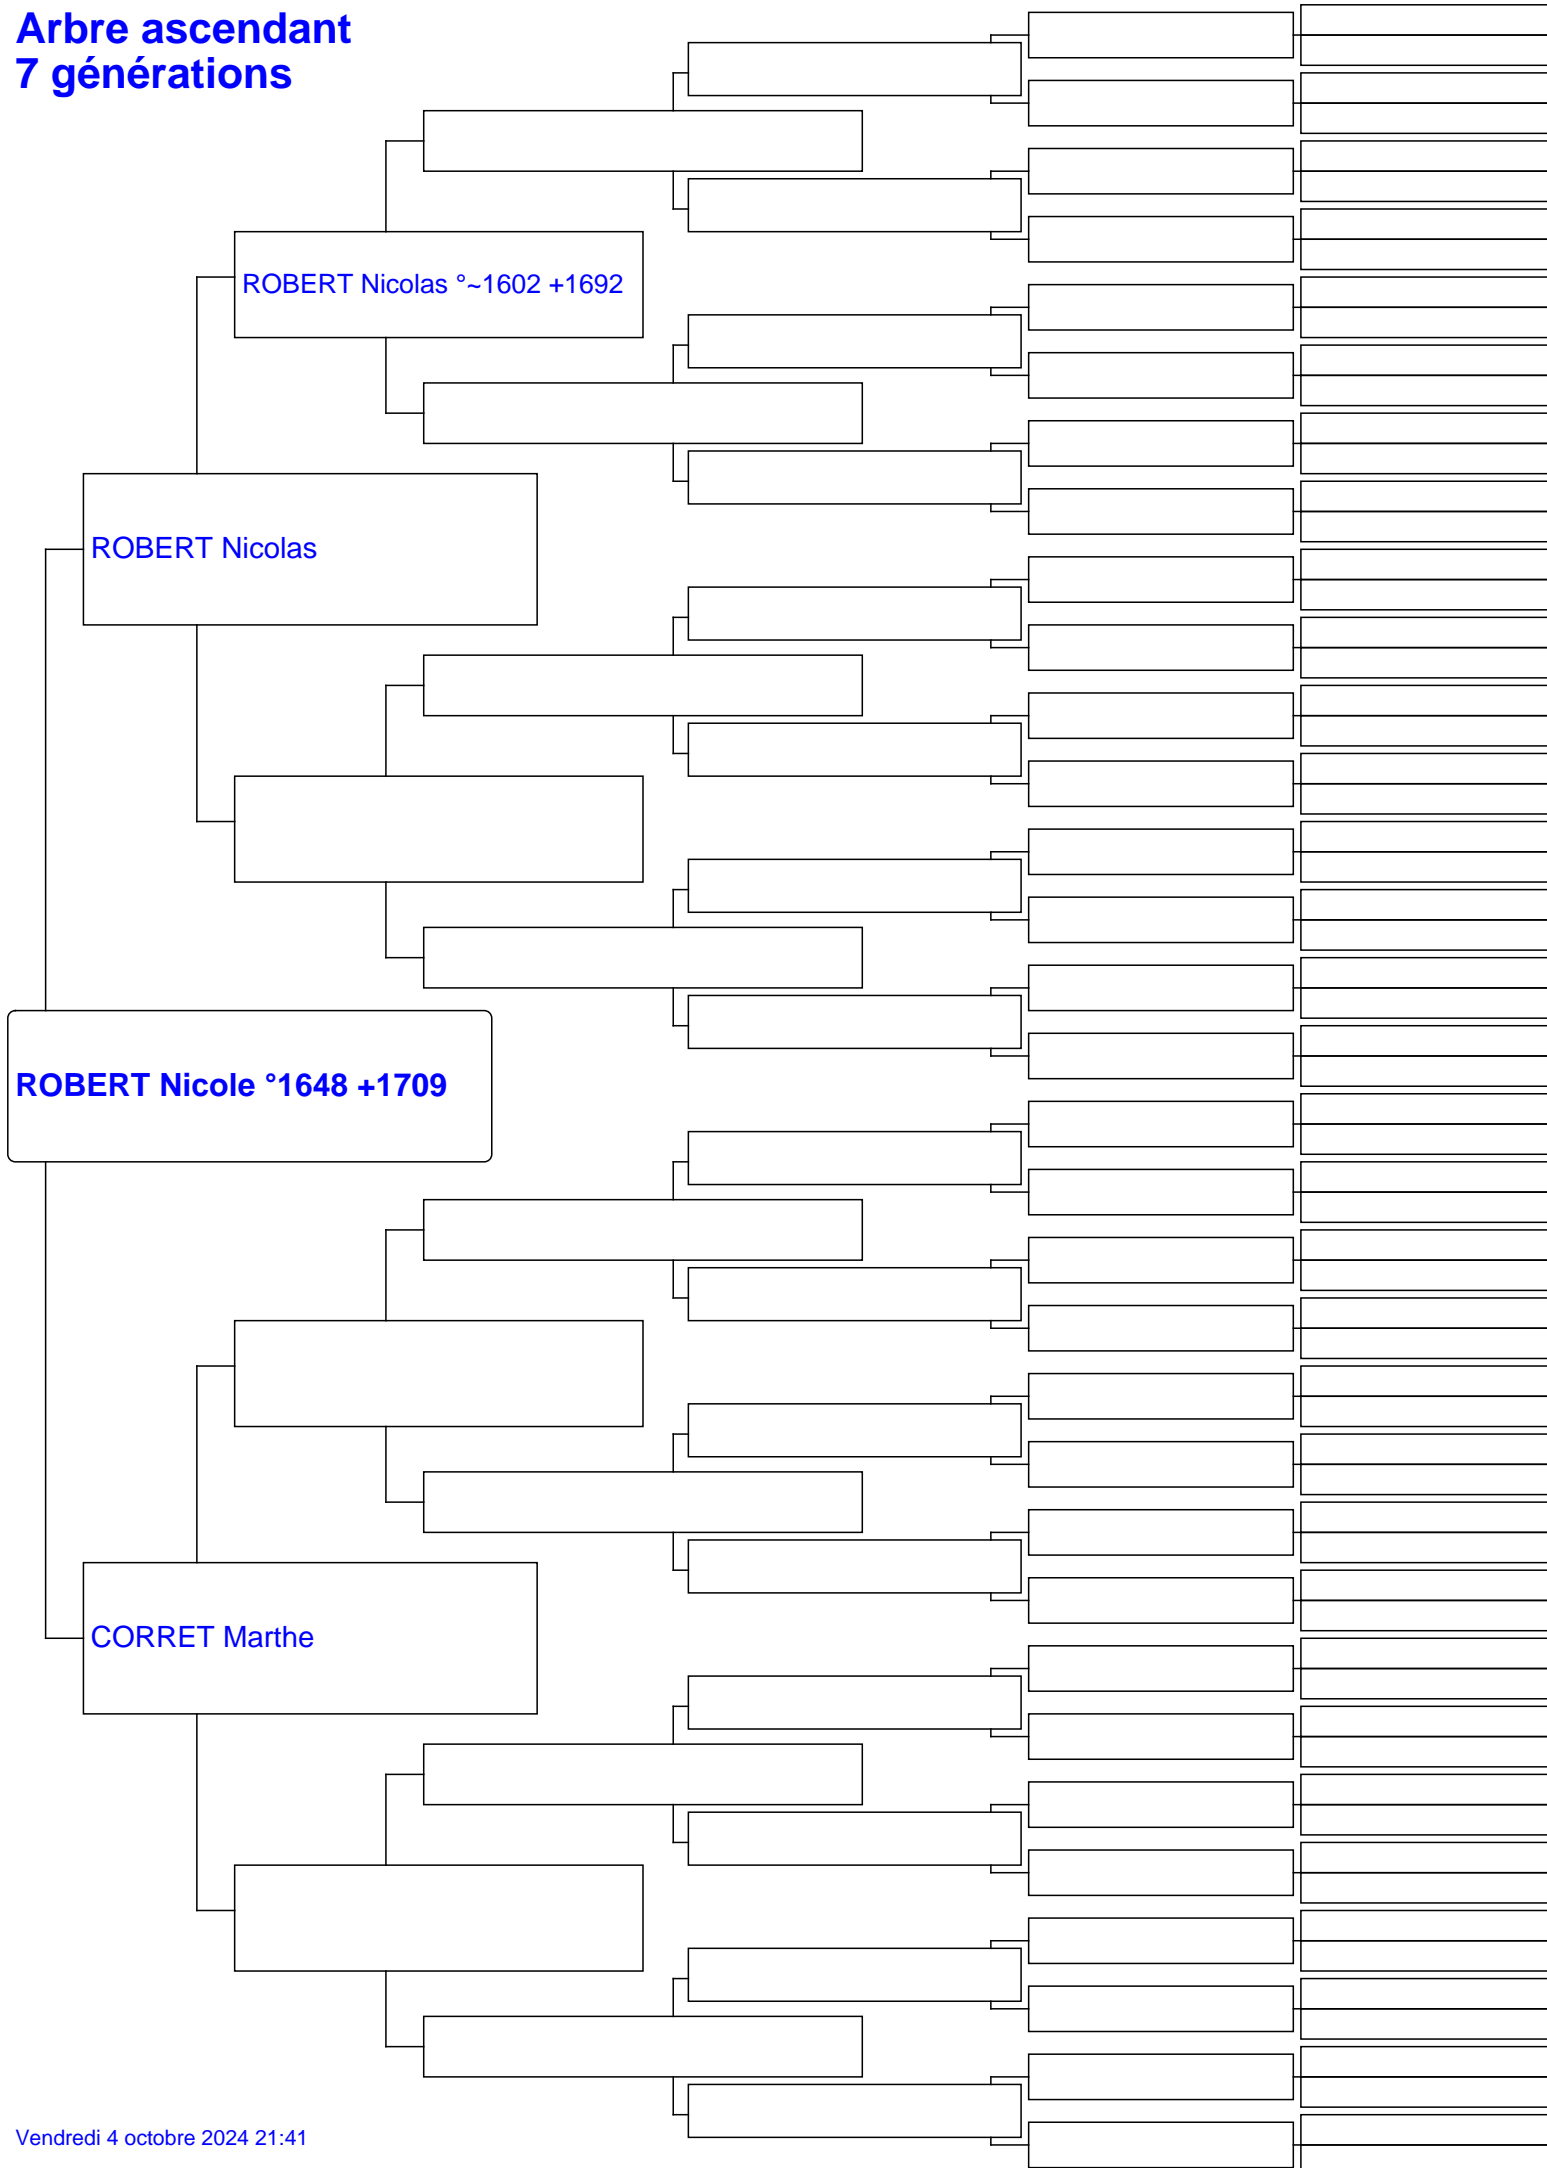 Arbre ascendant
7 générations
ROBERT Nicolas °~1602 +1692
ROBERT Nicolas
ROBERT Nicole °1648 +1709
CORRET Marthe
Vendredi 4 octobre 2024 21:41